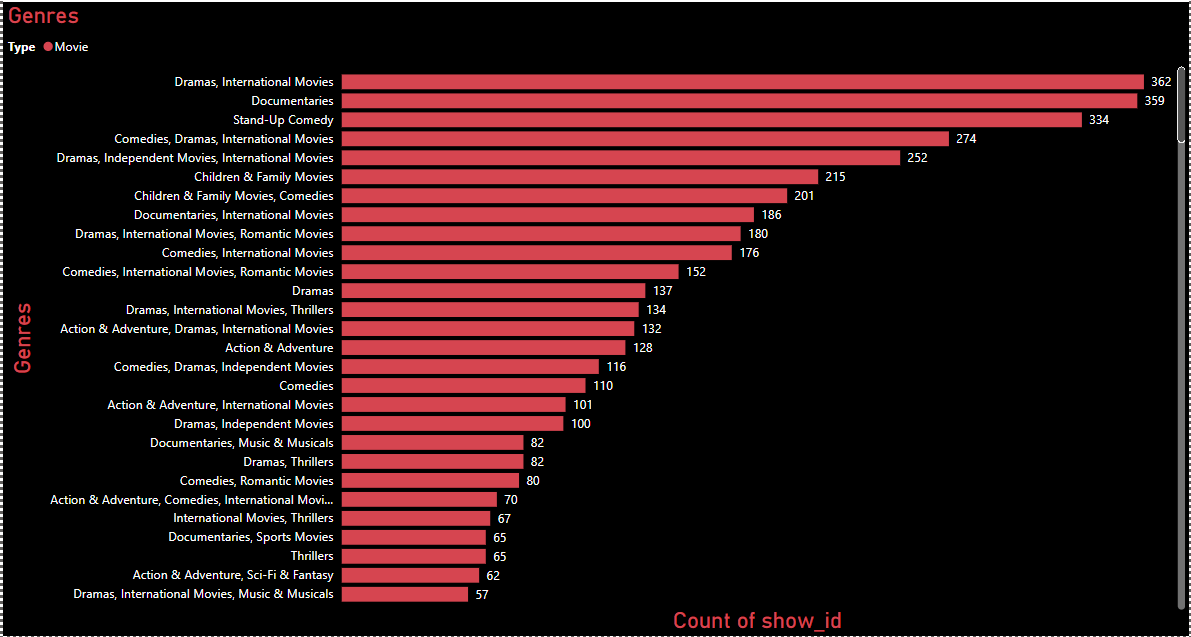 Genres
Type Movie
Dramas, International Movies 362
Documentaries 359
Stand-Up Comedy 334
Comedies, Dramas, International Movies 274
Dramas, Independent Movies, International Movies 252
Children & Family Movies 215
Children & Family Movies, Comedies 201
Documentaries, International Movies 186
Dramas, International Movies, Romantic Movies 180
Comedies, International Movies 176
Comedies, International Movies, Romantic Movies 152
Dramas 137
Dramas, International Movies, Thrillers 134
Action & Adventure, Dramas, International Movies 132
Action & Adventure 128
Comedies, Dramas, Independent Movies 116
Comedies 110
Action & Adventure, International Movies 101
Dramas, Independent Movies 100
Documentaries, Music & Musicals 82
Dramas, Thrillers 82
Comedies, Romantic Movies 80
Action & Adventure, Comedies, International Movi... 70
International Movies, Thrillers 67
Documentaries, Sports Movies 65
Thrillers 65
Action & Adventure, Sci-Fi & Fantasy 62
Dramas, International Movies, Music & Musicals 57
Genres
Count of show_id